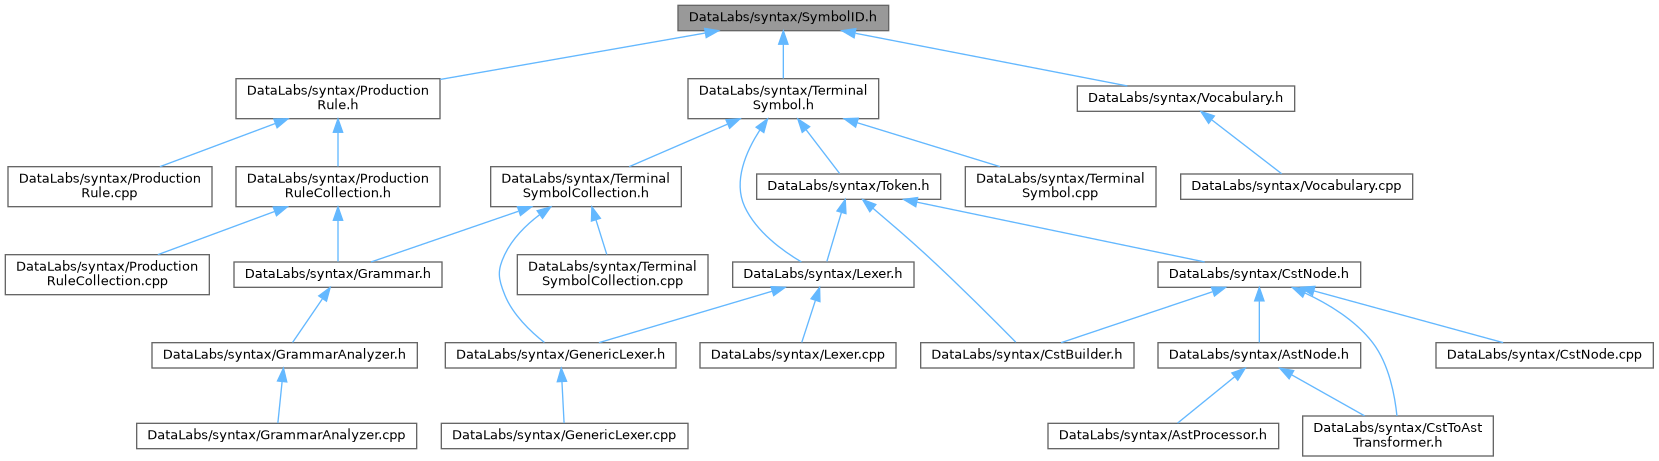 DataLabs/syntax/SymbolID.h
DataLabs/syntax/Production
Rule.h
DataLabs/syntax/Terminal
Symbol.h
DataLabs/syntax/Vocabulary.h
DataLabs/syntax/Production
Rule.cpp
DataLabs/syntax/Production
RuleCollection.h
DataLabs/syntax/Terminal
SymbolCollection.h
DataLabs/syntax/Token.h
DataLabs/syntax/Terminal
Symbol.cpp
DataLabs/syntax/Vocabulary.cpp
DataLabs/syntax/Production
RuleCollection.cpp
DataLabs/syntax/Grammar.h
DataLabs/syntax/Terminal
SymbolCollection.cpp
DataLabs/syntax/Lexer.h
DataLabs/syntax/CstNode.h
DataLabs/syntax/GrammarAnalyzer.h
DataLabs/syntax/GenericLexer.h
DataLabs/syntax/Lexer.cpp
DataLabs/syntax/CstBuilder.h
DataLabs/syntax/AstNode.h
DataLabs/syntax/CstNode.cpp
DataLabs/syntax/GrammarAnalyzer.cpp
DataLabs/syntax/GenericLexer.cpp
DataLabs/syntax/AstProcessor.h
DataLabs/syntax/CstToAst
Transformer.h